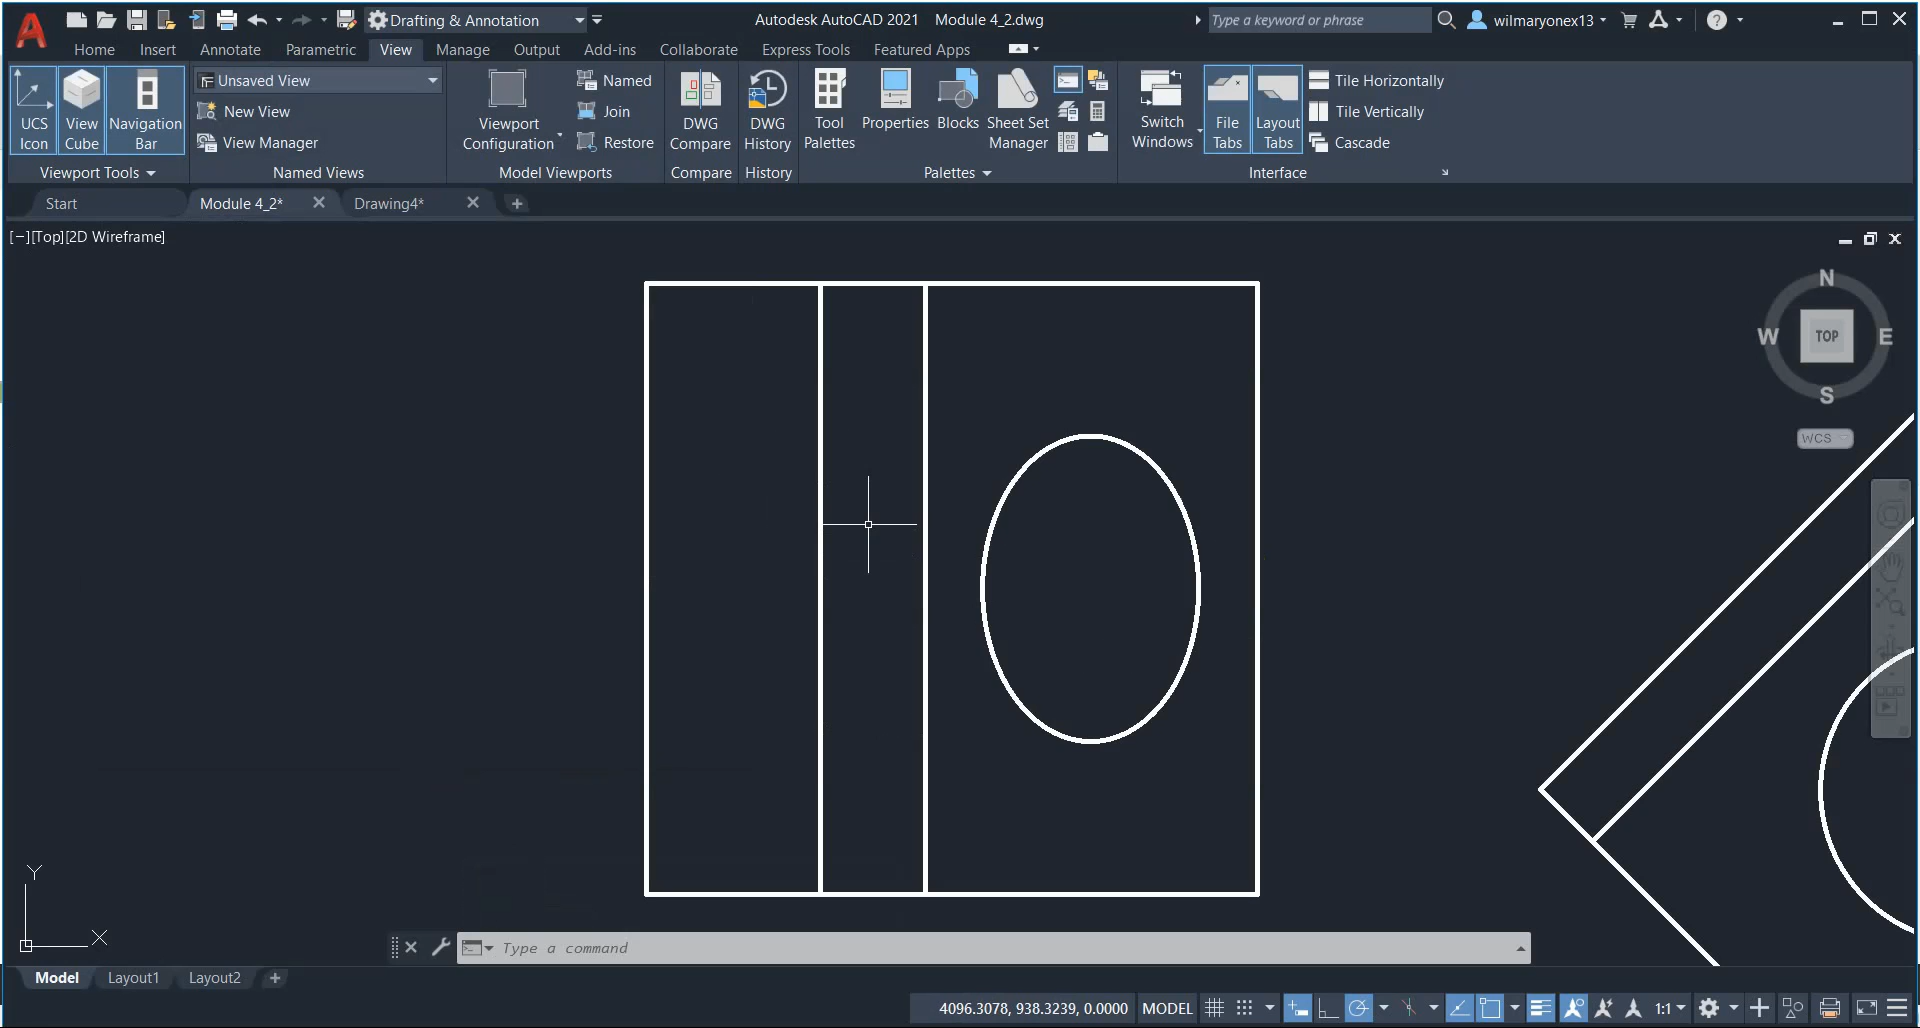 Drafting & Annotation
Autodesk AutoCAD 2021 Module 4_2.dwg
Type a keyword or phrase
wilmaryonex13
Home Insert Annotate Parametric View Manage Output Add-ins Collaborate Express Tools Featured Apps
UCS Icon
View Cube
Navigation Bar
Unsaved View
New View
View Manager
Viewport Configuration
Named
Join
Restore
DWG Compare
DWG History
Tool Palettes
Properties
Blocks
Sheet Set Manager
Switch Windows
File Tabs
Layout Tabs
Tile Horizontally
Tile Vertically
Cascade
Viewport Tools Named Views Model Viewports Compare History Palettes Interface
Start Module 4_2* Drawing4*
[−][Top][2D Wireframe]
N
W TOP E
S
WCS
Y
X
Type a command
Model Layout1 Layout2
4096.3078, 938.3239, 0.0000 MODEL 1:1